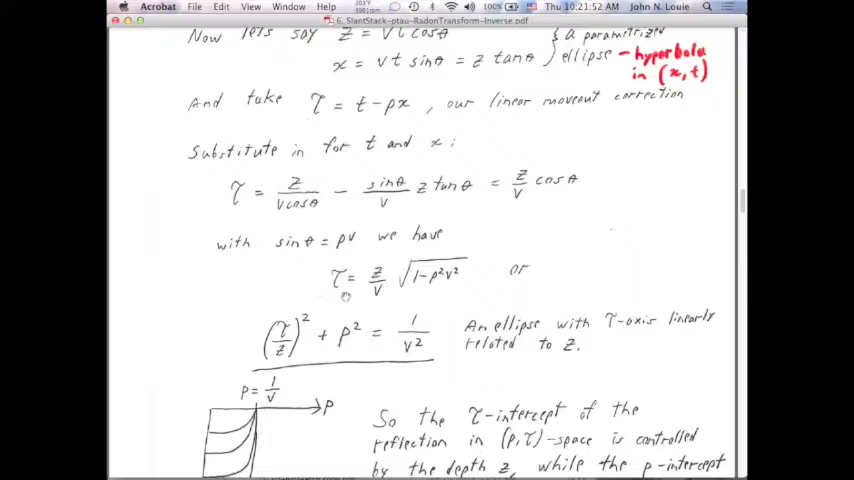 Acrobat File Edit View Window Help 100% Thu 10:21:52 AM John N. Louie
6. SlantStack-ptau-RadonTransform-Inverse.pdf
Now lets say z = vt cosθ } a parametrized
x = vt sinθ = z tanθ ellipse – hyperbola
in (x,t)
And take τ = t - px , our linear moveout correction
Substitute in for t and x:
τ = z / (v cosθ) - (sinθ / v) z tanθ = (z / v) cosθ
with sinθ = pv we have
τ = (z / v) √(1-p²v²) or
(τ / z)² + p² = 1 / v² An ellipse with τ-axis linearly
related to z.
p = 1 / v
p
So the τ-intercept of the
reflection in (p,τ)-space is controlled
by the depth z, while the p-intercept